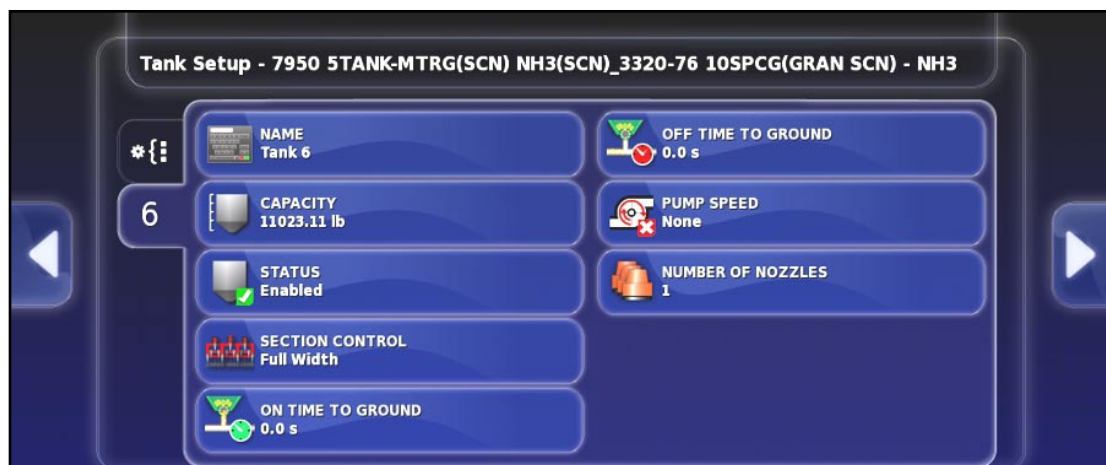 Tank Setup - 7950 5TANK-MTRG(SCN) NH3(SCN)_3320-76 10SPCG(GRAN SCN) - NH3
6
NAME
Tank 6
CAPACITY
11023.11 lb
STATUS
Enabled
SECTION CONTROL
Full Width
ON TIME TO GROUND
0.0 s
OFF TIME TO GROUND
0.0 s
PUMP SPEED
None
NUMBER OF NOZZLES
1